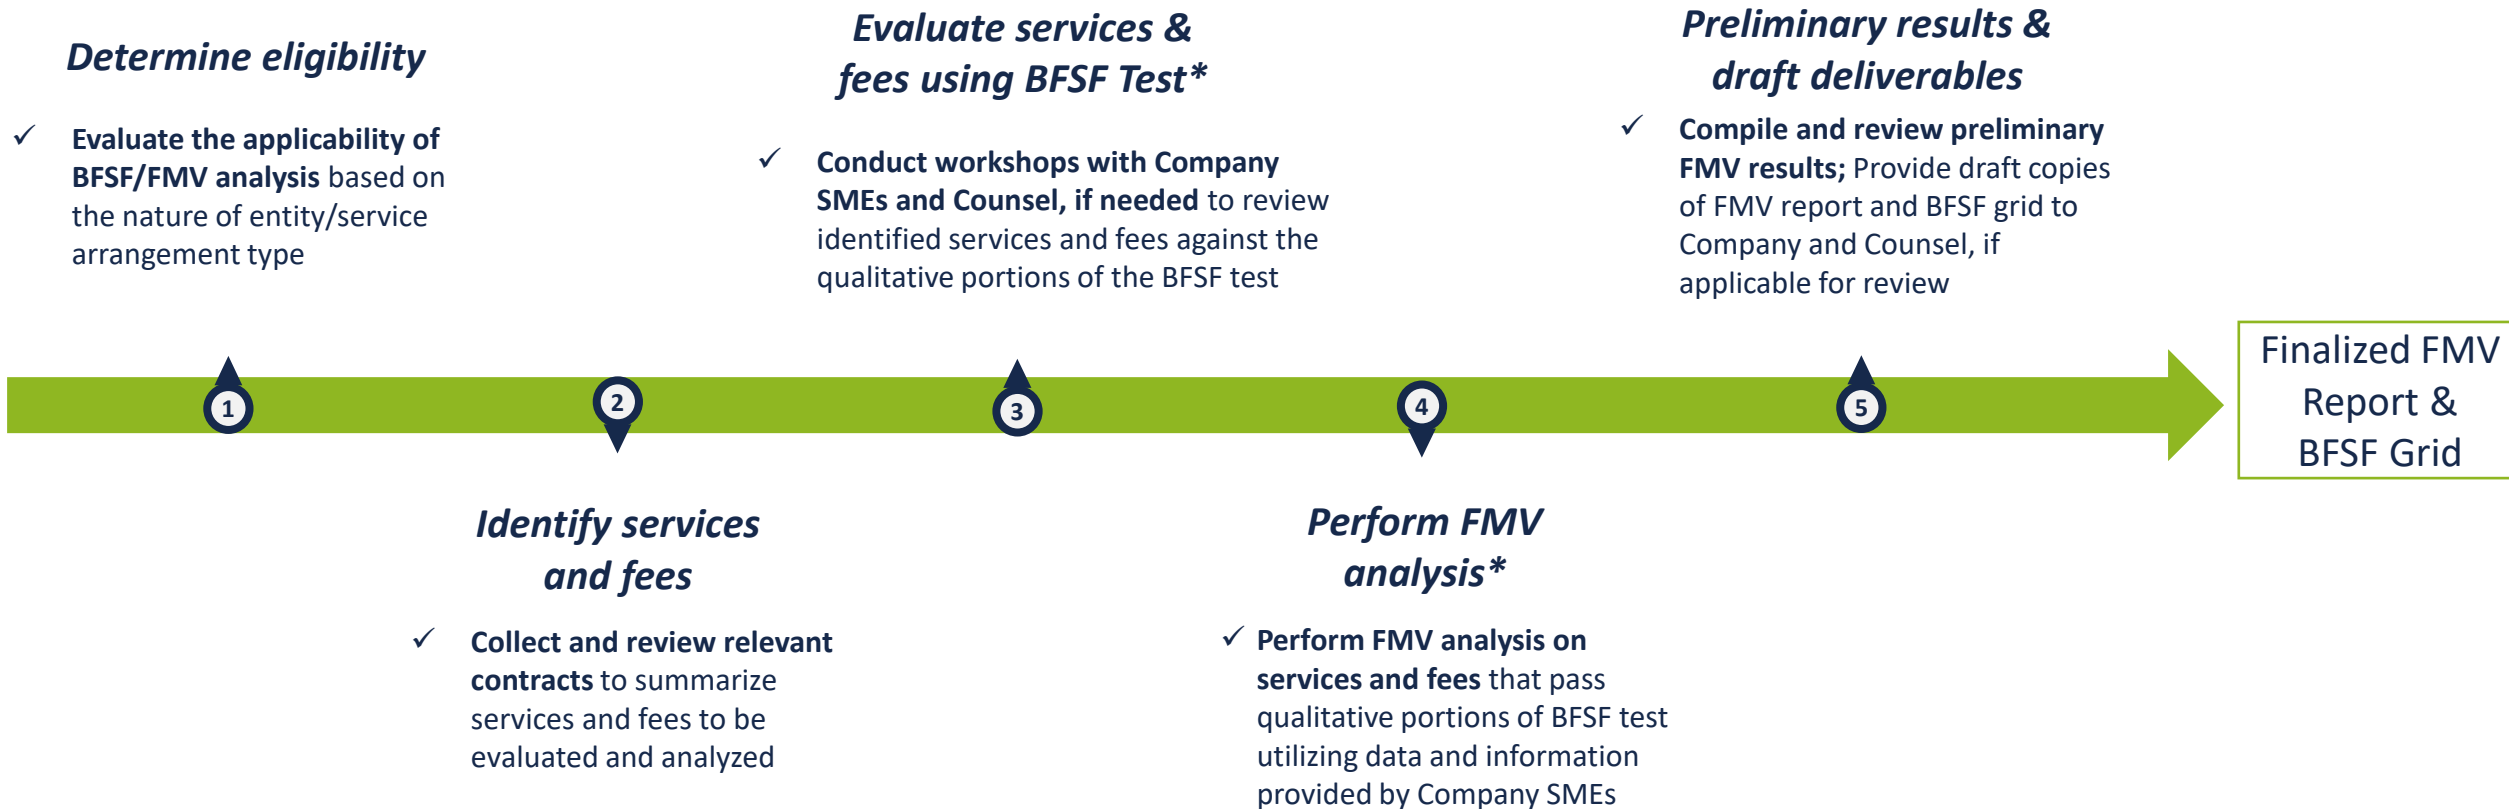 Determine eligibility
✓ Evaluate the applicability of
BFSF/FMV analysis based on
the nature of entity/service
arrangement type
Evaluate services &
fees using BFSF Test*
✓ Conduct workshops with Company
SMEs and Counsel, if needed to review
identified services and fees against the
qualitative portions of the BFSF test
Preliminary results &
draft deliverables
✓ Compile and review preliminary
FMV results; Provide draft copies
of FMV report and BFSF grid to
Company and Counsel, if
applicable for review
1
2
3
4
5
Finalized FMV
Report &
BFSF Grid
Identify services
and fees
✓ Collect and review relevant
contracts to summarize
services and fees to be
evaluated and analyzed
Perform FMV
analysis*
✓ Perform FMV analysis on
services and fees that pass
qualitative portions of BFSF test
utilizing data and information
provided by Company SMEs